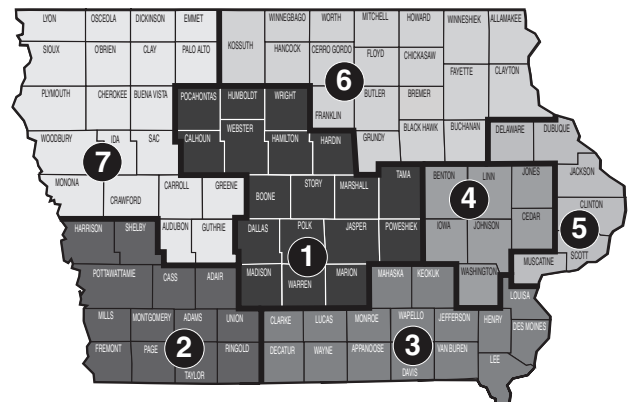 LYON OSCEOLA DICKINSON EMMET
WINNEGBAGO WORTH MITCHELL HOWARD WINNESHIEK ALLAMAKEE
KOSSUTH
SIOUX O'BRIEN CLAY PALO ALTO
HANCOCK CERRO GORDO FLOYD CHICKASAW
FAYETTE CLAYTON
6
PLYMOUTH CHEROKEE BUENA VISTA POCAHONTAS HUMBOLDT WRIGHT
FRANKLIN BUTLER BREMER
WEBSTER
BLACK HAWK BUCHANAN DELAWARE DUBUQUE
WOODBURY IDA SAC CALHOUN HAMILTON HARDIN GRUNDY
7
TAMA BENTON LINN JONES JACKSON
MONONA CRAWFORD CARROLL GREENE BOONE STORY MARSHALL
4
CLINTON
CEDAR
5
HARRISON SHELBY AUDUBON GUTHRIE DALLAS POLK JASPER POWESHIEK IOWA JOHNSON
1
SCOTT
MUSCATINE
POTTAWATTAMIE CASS ADAIR MADISON WARREN MARION MAHASKA KEOKUK WASHINGTON
LOUISA
MILLS MONTGOMERY ADAMS UNION CLARKE LUCAS MONROE WAPELLO JEFFERSON HENRY
DES MOINES
2
3
FREMONT PAGE TAYLOR RINGOLD DECATUR WAYNE APPANOOSE DAVIS VAN BUREN LEE